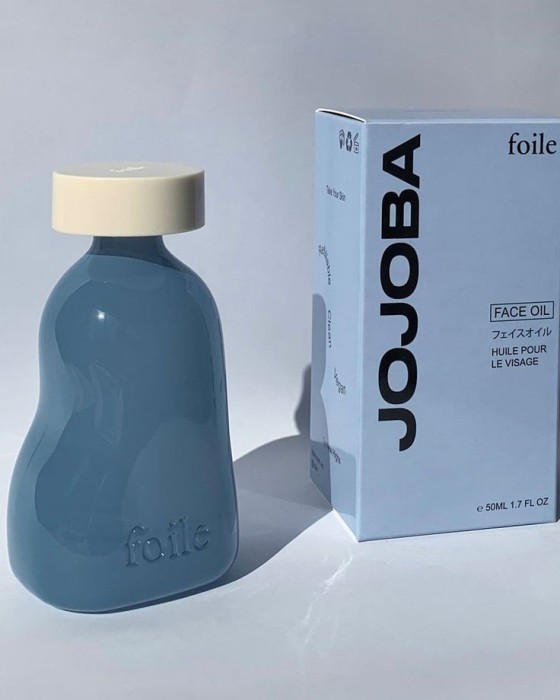 foile
JOJOBA
FACE OIL
フェイスオイル
HUILE POUR
LE VISAGE
℮ 50ML 1.7 FL OZ
Clean
foile